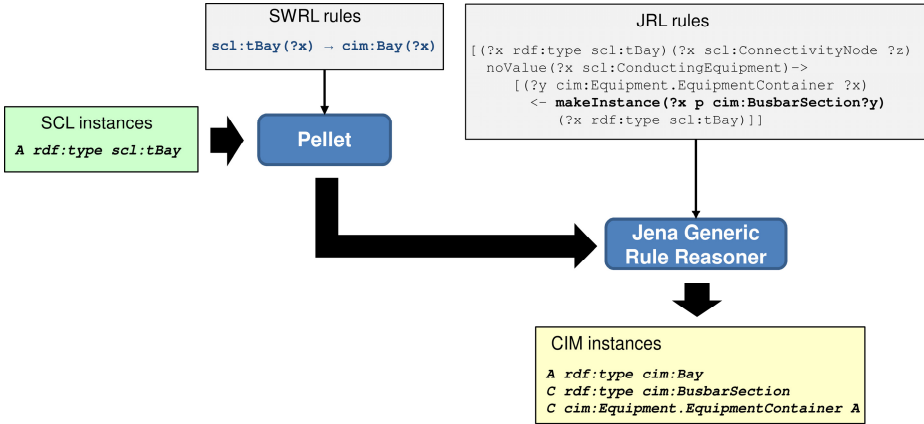 SWRL rules
scl:tBay(?x) → cim:Bay(?x)
JRL rules
[(?x rdf:type scl:tBay)(?x scl:ConnectivityNode ?z)
noValue(?x scl:ConductingEquipment)->
[(?y cim:Equipment.EquipmentContainer ?x)
<- makeInstance(?x p cim:BusbarSection?y)
(?x rdf:type scl:tBay)]]
SCL instances
A rdf:type scl:tBay
Pellet
Jena Generic
Rule Reasoner
CIM instances
A rdf:type cim:Bay
C rdf:type cim:BusbarSection
C cim:Equipment.EquipmentContainer A